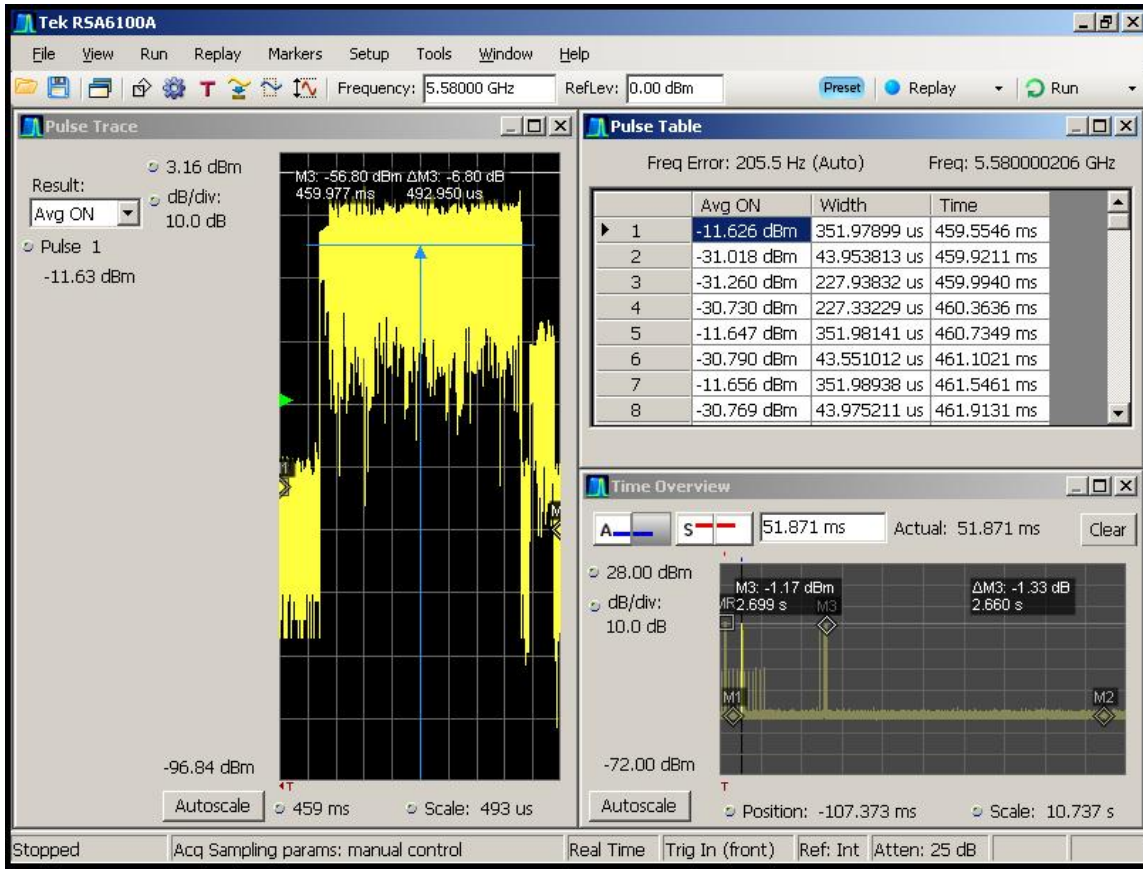 Tek RSA6100A
File View Run Replay Markers Setup Tools Window Help
Frequency: 5.58000 GHz RefLev: 0.00 dBm Preset Replay Run
Pulse Trace
Result:
Avg ON
Pulse 1
-11.63 dBm
3.16 dBm
dB/div:
10.0 dB
M3: -56.80 dBm ΔM3: -6.80 dB
459.977 ms 492.950 us
-96.84 dBm
T
Autoscale 459 ms Scale: 493 us
Pulse Table
Freq Error: 205.5 Hz (Auto) Freq: 5.580000206 GHz
Avg ON Width Time
1 -11.626 dBm 351.97899 us 459.5546 ms
2 -31.018 dBm 43.953813 us 459.9211 ms
3 -31.260 dBm 227.93832 us 459.9940 ms
4 -30.730 dBm 227.33229 us 460.3636 ms
5 -11.647 dBm 351.98141 us 460.7349 ms
6 -30.790 dBm 43.551012 us 461.1021 ms
7 -11.656 dBm 351.98938 us 461.5461 ms
8 -30.769 dBm 43.975211 us 461.9131 ms
Time Overview
A S 51.871 ms Actual: 51.871 ms Clear
28.00 dBm
dB/div:
10.0 dB
M3: -1.17 dBm ΔM3: -1.33 dB
MR 2.699 s M3 2.660 s
M1 M2
-72.00 dBm
T
Autoscale Position: -107.373 ms Scale: 10.737 s
Stopped Acq Sampling params: manual control Real Time Trig In (front) Ref: Int Atten: 25 dB